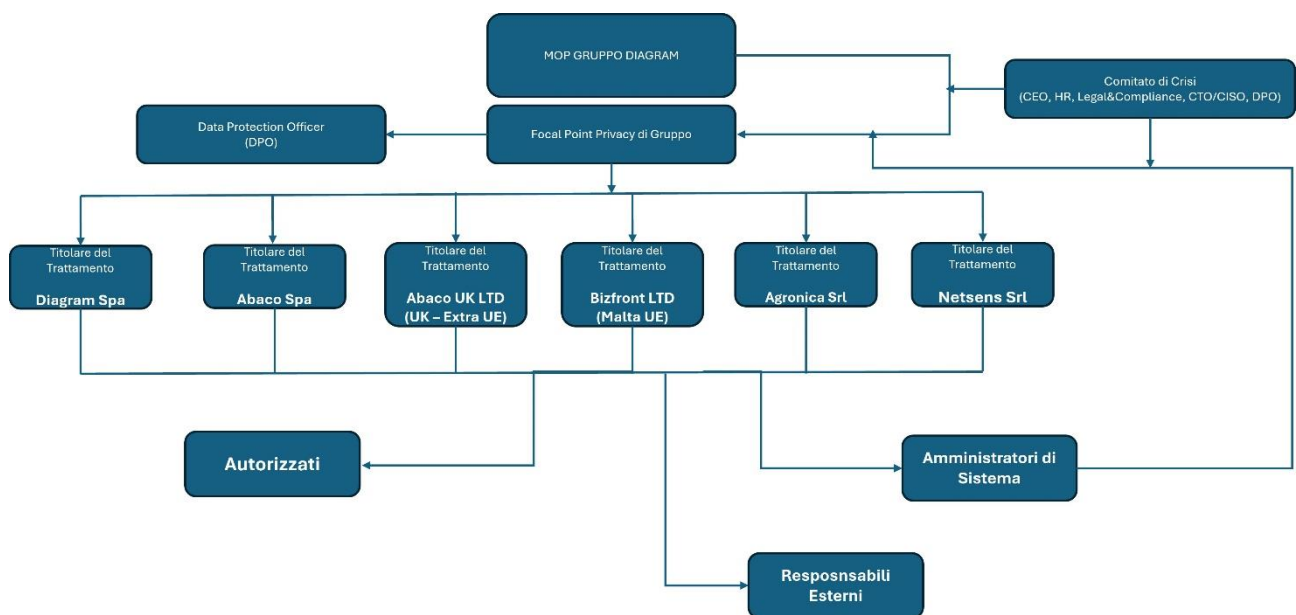 MOP GRUPPO DIAGRAM
Comitato di Crisi
(CEO, HR, Legal&Compliance, CTO/CISO, DPO)
Data Protection Officer
(DPO)
Focal Point Privacy di Gruppo
Titolare del
Trattamento
Diagram Spa
Titolare del
Trattamento
Abaco Spa
Titolare del
Trattamento
Abaco UK LTD
(UK – Extra UE)
Titolare del
Trattamento
Bizfront LTD
(Malta UE)
Titolare del
Trattamento
Agronica Srl
Titolare del
Trattamento
Netsens Srl
Autorizzati
Amministratori di
Sistema
Resposnsabili
Esterni